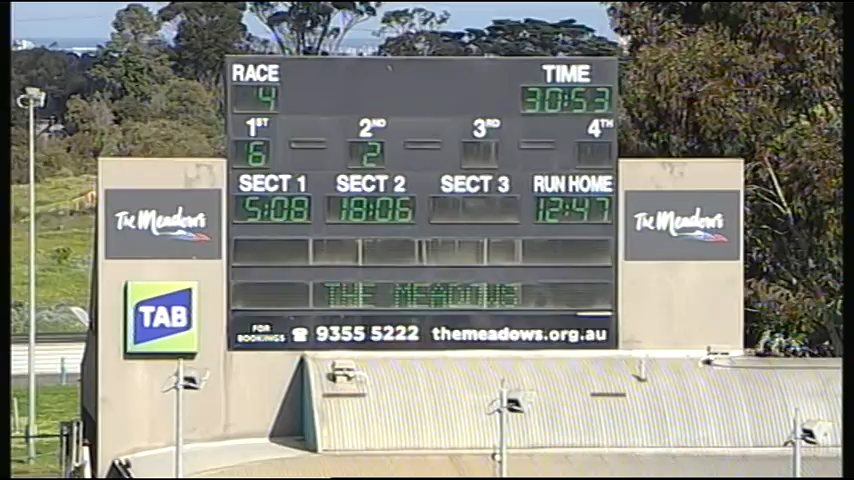 RACE TIME
4 30:53
1ST 2ND 3RD 4TH
6 2
SECT 1 SECT 2 SECT 3 RUN HOME
5:08 18:06 12:47
The Meadows
The Meadows
THE MEADOWS
TAB
FOR BOOKINGS ☎ 9355 5222 themeadows.org.au